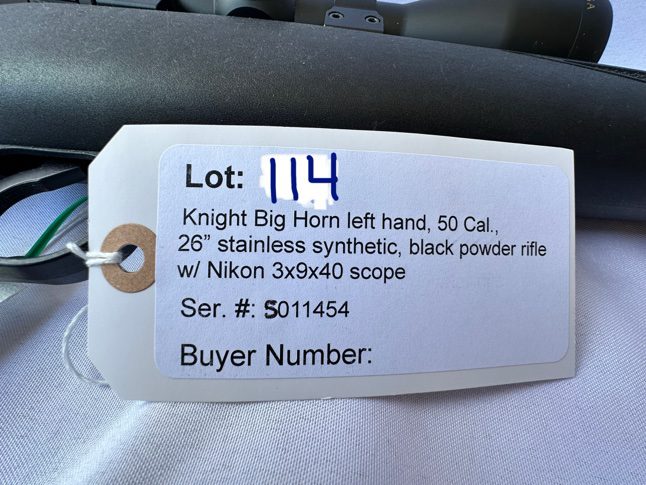 Lot: 114
Knight Big Horn left hand, 50 Cal.,
26” stainless synthetic, black powder rifle
w/ Nikon 3x9x40 scope
Ser. #: S011454
Buyer Number: